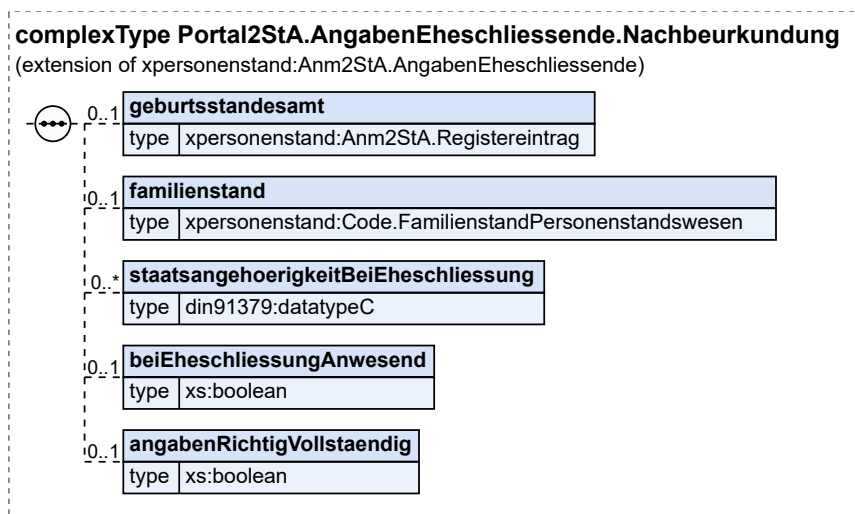 complexType Portal2StA.AngabenEheschliessende.Nachbeurkundung
(extension of xpersonenstand:Anm2StA.AngabenEheschliessende)
0..1 geburtsstandesamt
type xpersonenstand:Anm2StA.Registereintrag
0..1 familienstand
type xpersonenstand:Code.FamilienstandPersonenstandswesen
0..* staatsangehoerigkeitBeiEheschliessung
type din91379:datatypeC
0..1 beiEheschliessungAnwesend
type xs:boolean
0..1 angabenRichtigVollstaendig
type xs:boolean